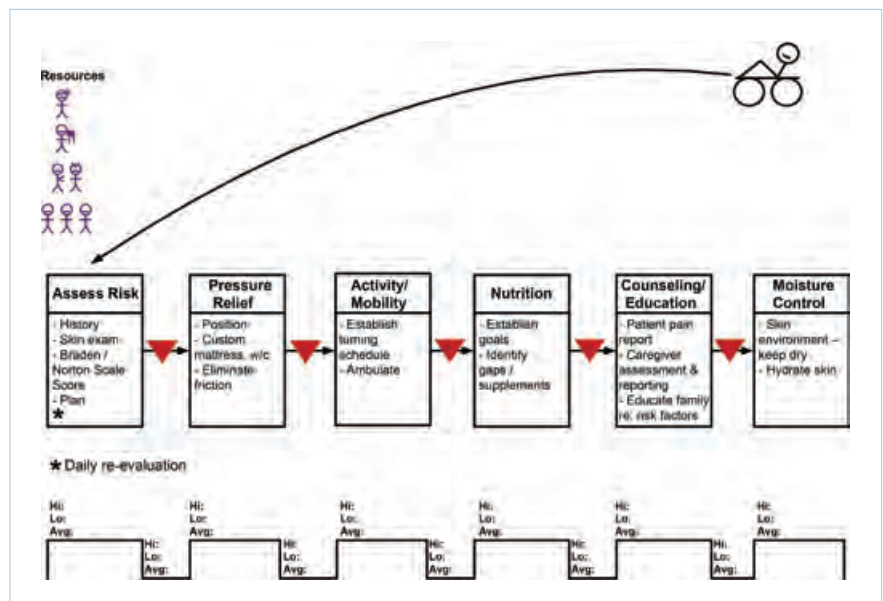 Resources
Assess Risk
- History
- Skin exam
- Braden /
Norton Scale
Score
- Plan
*
Pressure
Relief
- Position
- Custom
mattress, w/c
- Eliminate
friction
Activity/
Mobility
- Establish
turning
schedule
- Ambulate
Nutrition
- Establish
goals
- Identify
gaps /
supplements
Counseling/
Education
- Patient pain
report
- Caregiver
assessment &
reporting
- Educate family
re: risk factors
Moisture
Control
- Skin
environment –
keep dry
- Hydrate skin
* Daily re-evaluation
Hi:
Lo:
Avg:
Hi:
Lo:
Avg:
Hi:
Lo:
Avg:
Hi:
Lo:
Avg:
Hi:
Lo:
Avg:
Hi:
Lo:
Avg:
Hi:
Lo:
Avg:
Hi:
Lo:
Avg:
Hi:
Lo:
Avg:
Hi:
Lo:
Avg:
Hi:
Lo:
Avg: